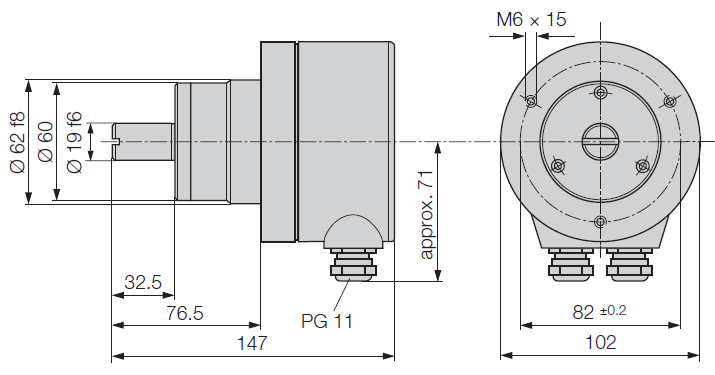 M6 × 15
Ø 62 f8
Ø 60
Ø 19 f6
approx. 71
32.5
76.5
PG 11
147
82 ±0.2
102